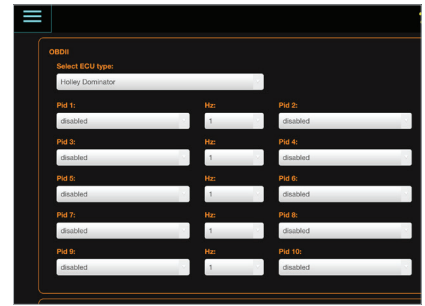 OBDII
Select ECU type:
Holley Dominator
Pid 1: Hz: Pid 2:
disabled 1 disabled
Pid 3: Hz: Pid 4:
disabled 1 disabled
Pid 5: Hz: Pid 6:
disabled 1 disabled
Pid 7: Hz: Pid 8:
disabled 1 disabled
Pid 9: Hz: Pid 10:
disabled 1 disabled